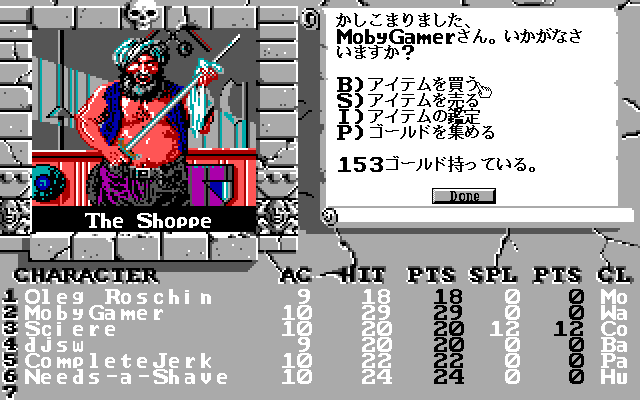 かしこまりました、
MobyGamerさん。いかがなさ
いますか?
B)アイテムを買う
S)アイテムを売る
I)アイテムの鑑定
P)ゴールドを集める
153ゴールド持っている。
Done
The Shoppe
CHARACTER AC HIT PTS SPL PTS CL
1 Oleg Roschin 9 18 18 0 0 Mo
2 MobyGamer 10 29 29 0 0 Wa
3 Sciere 10 20 20 12 12 Co
4 djsw 9 20 20 0 0 Ba
5 CompleteJerk 10 22 22 0 0 Pa
6 Needs-a-Shave 10 24 24 0 0 Hu
7